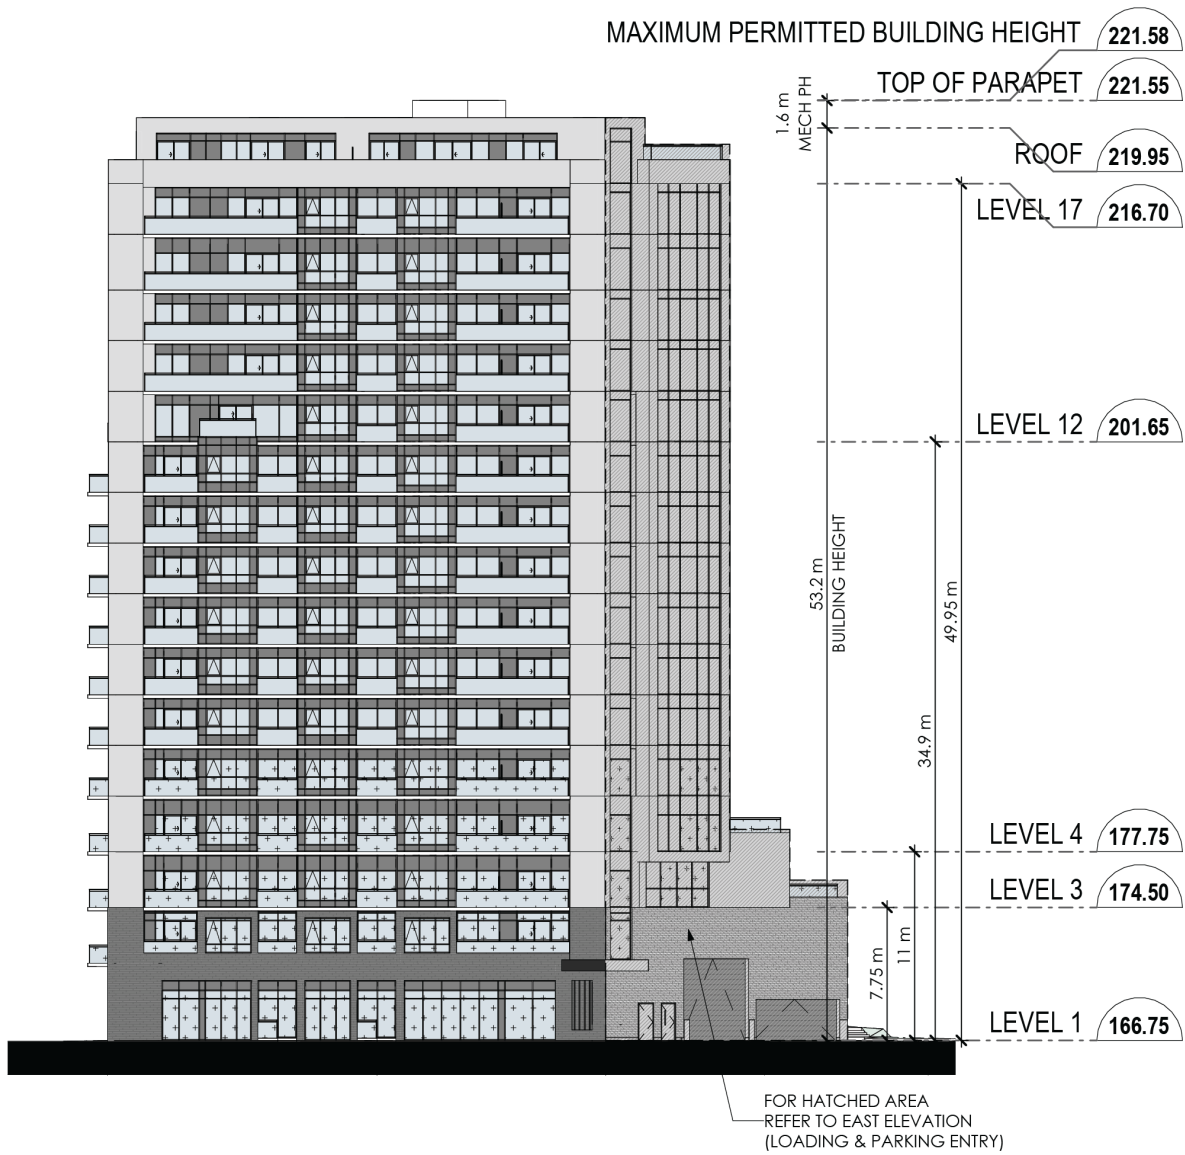 MAXIMUM PERMITTED BUILDING HEIGHT 221.58
TOP OF PARAPET 221.55
1.6 m
MECH PH
ROOF 219.95
LEVEL 17 216.70
LEVEL 12 201.65
53.2 m
BUILDING HEIGHT
49.95 m
34.9 m
LEVEL 4 177.75
LEVEL 3 174.50
7.75 m
11 m
LEVEL 1 166.75
FOR HATCHED AREA
REFER TO EAST ELEVATION
(LOADING & PARKING ENTRY)